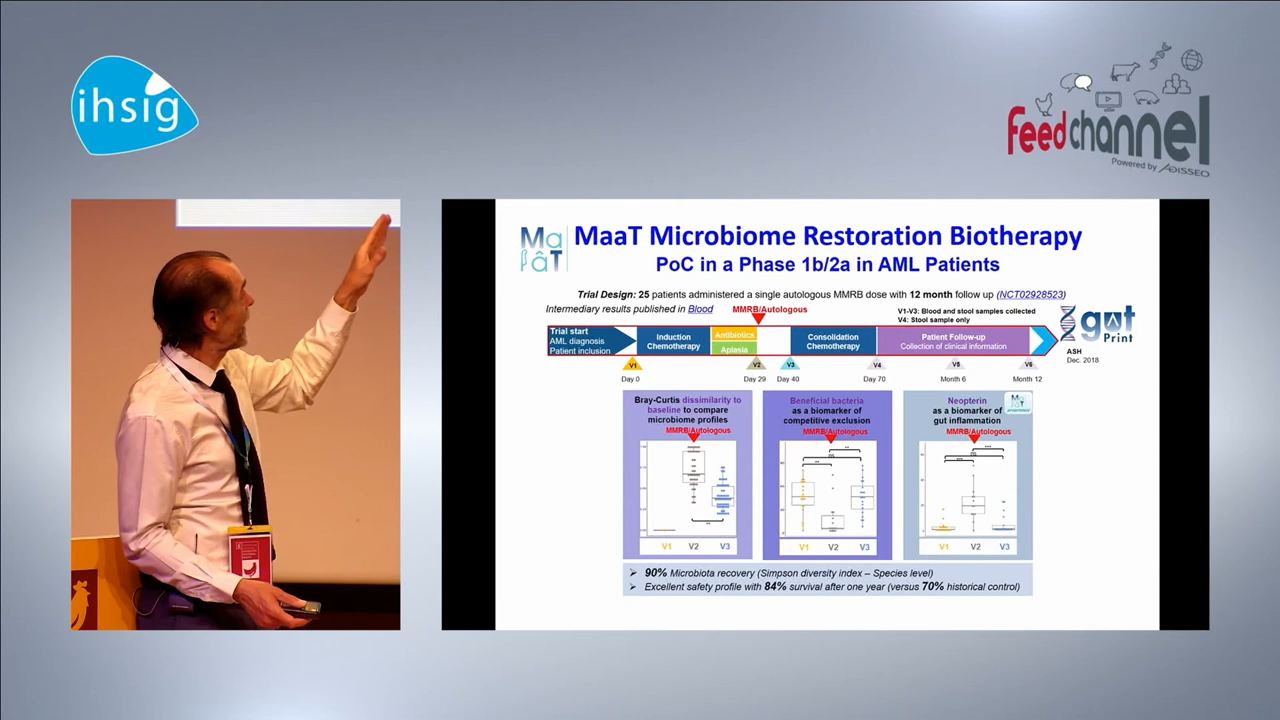 ihsig
feedchannel
Powered by ADISSEO
MaaT
MaaT Microbiome Restoration Biotherapy
PoC in a Phase 1b/2a in AML Patients
Trial Design: 25 patients administered a single autologous MMRB dose with 12 month follow up (NCT02928523)
Intermediary results published in Blood
MMRB/Autologous
V1-V3: Blood and stool samples collected
V4: Stool sample only
Trial start
AML diagnosis
Patient inclusion
Induction
Chemotherapy
Antibiotics
Aplasia
Consolidation
Chemotherapy
Patient Follow-up
Collection of clinical information
gut
Print
ASH
Dec. 2018
V1
V2
V3
V4
V5
V6
Day 0
Day 29
Day 40
Day 70
Month 6
Month 12
Bray-Curtis dissimilarity to
baseline to compare
microbiome profiles
MMRB/Autologous
**
V1 V2 V3
Beneficial bacteria
as a biomarker of
competitive exclusion
MMRB/Autologous
**
ns
**
V1 V2 V3
Neopterin
as a biomarker of
gut inflammation
MMRB/Autologous
***
ns
***
V1 V2 V3
➢ 90% Microbiota recovery (Simpson diversity index – Species level)
➢ Excellent safety profile with 84% survival after one year (versus 70% historical control)